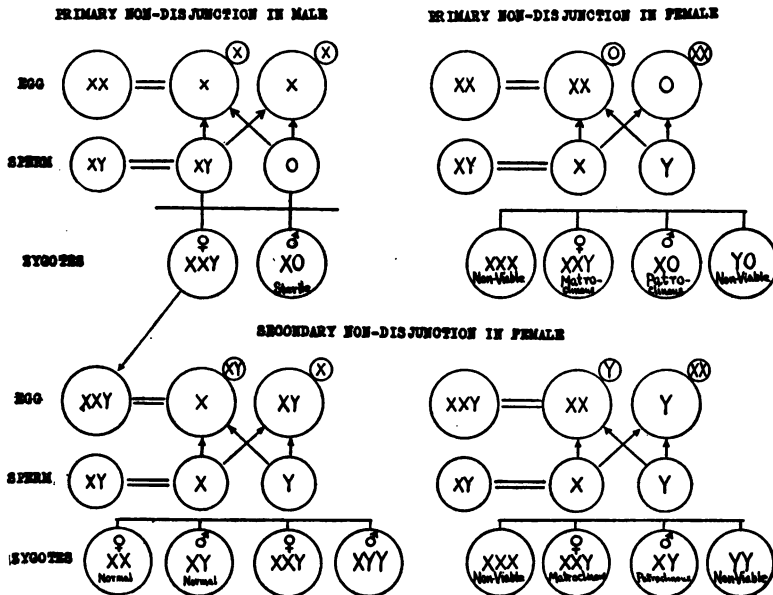 PRIMARY NON-DISJUNCTION IN MALE
X X
EGG XX X X
SPERM XY XY O
ZYGOTES ♀ XXY ♂ XO Sterile
PRIMARY NON-DISJUNCTION IN FEMALE
O XX
XX XX O
XY X Y
XXX Non-Viable ♀ XXY Matro-clinous ♂ XO Patro-clinous YO Non-Viable
SECONDARY NON-DISJUNCTION IN FEMALE
XY X
EGG XXY X XY
SPERM XY X Y
ZYGOTES ♀ XX Normal ♂ XY Normal ♀ XXY ♂ XYY
Y XX
XXY XX Y
XY X Y
XXX Non-Viable ♀ XXY Matroclinous ♂ XY Patroclinous YY Non-Viable